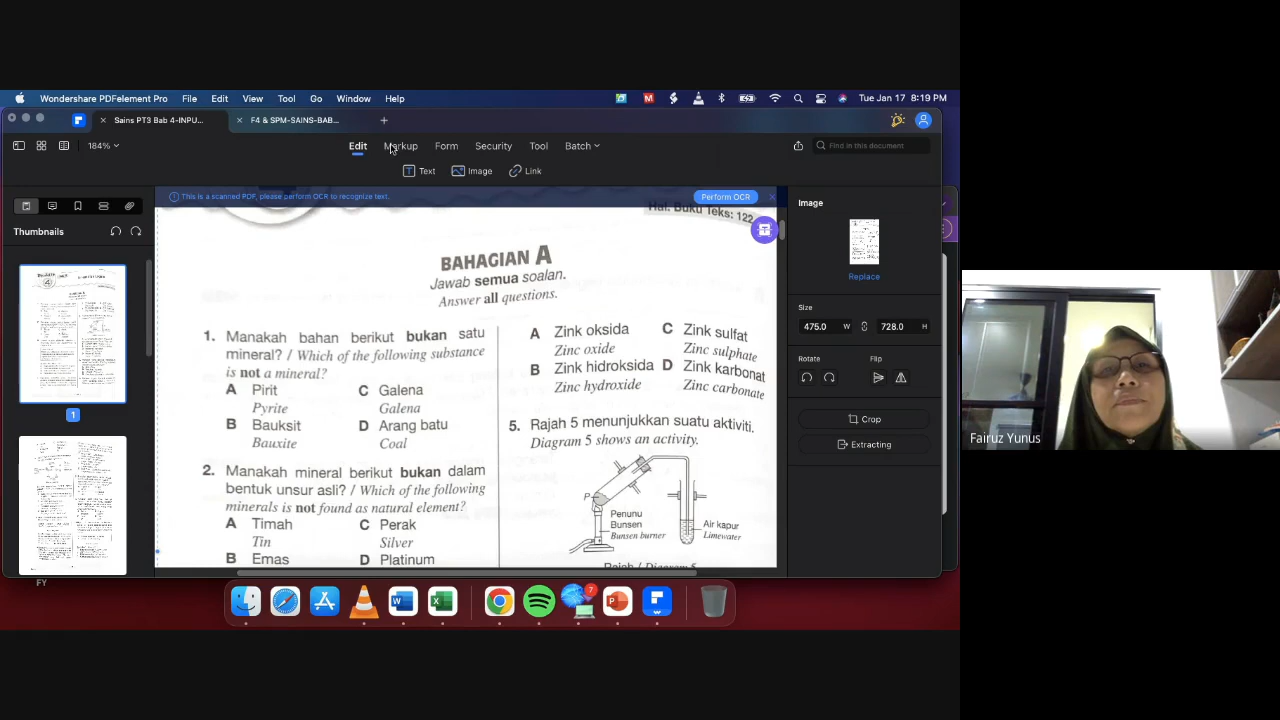 Wondershare PDFelement Pro File Edit View Tool Go Window Help
Tue Jan 17 8:19 PM
Sains PT3 Bab 4-INPU...
F4 & SPM-SAINS-BAB...
184%
Edit Markup Form Security Tool Batch
Find in this document
Text Image Link
This is a scanned PDF, please perform OCR to recognize text.
Perform OCR
Thumbnails
1
Hal. Buku Teks: 122
BAHAGIAN A
Jawab semua soalan.
Answer all questions.
1. Manakah bahan berikut bukan satu
mineral? / Which of the following substance
is not a mineral?
A Pirit C Galena
Pyrite Galena
B Bauksit D Arang batu
Bauxite Coal
2. Manakah mineral berikut bukan dalam
bentuk unsur asli? / Which of the following
minerals is not found as natural element?
A Timah C Perak
Tin Silver
B Emas D Platinum
A Zink oksida C Zink sulfat
Zinc oxide Zinc sulphate
B Zink hidroksida D Zink karbonat
Zinc hydroxide Zinc carbonate
5. Rajah 5 menunjukkan suatu aktiviti.
Diagram 5 shows an activity.
P
Penunu
Bunsen
Bunsen burner
Air kapur
Limewater
Rajah / Diagram 5
Image
Replace
Size
475.0 W 728.0 H
Rotate Flip
Crop
Extracting
FY
7
Fairuz Yunus